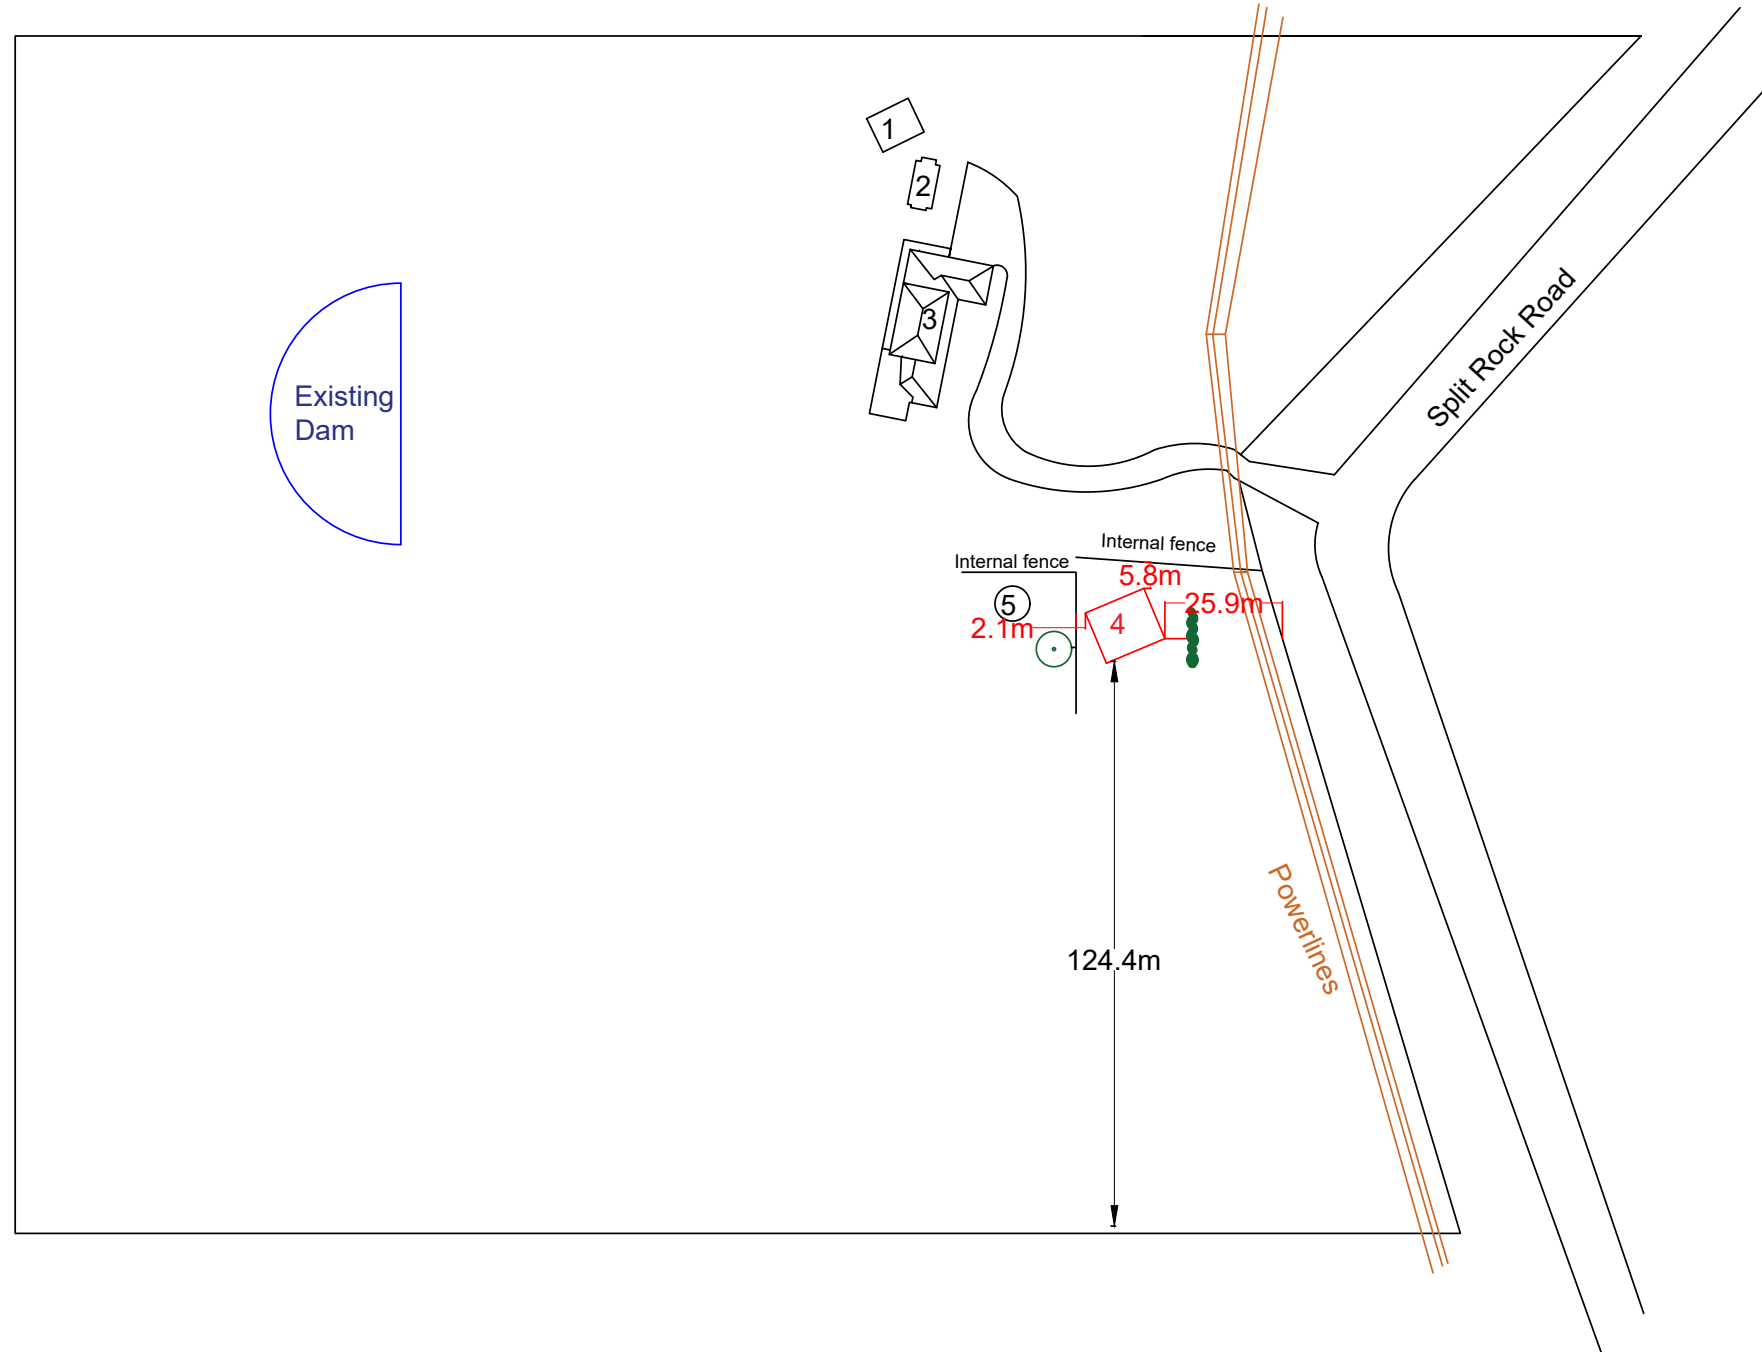 1
2
3
Split Rock Road
Existing
Dam
Internal fence
Internal fence
5.8m
5
25.9m
2.1m
4
Powerlines
124.4m